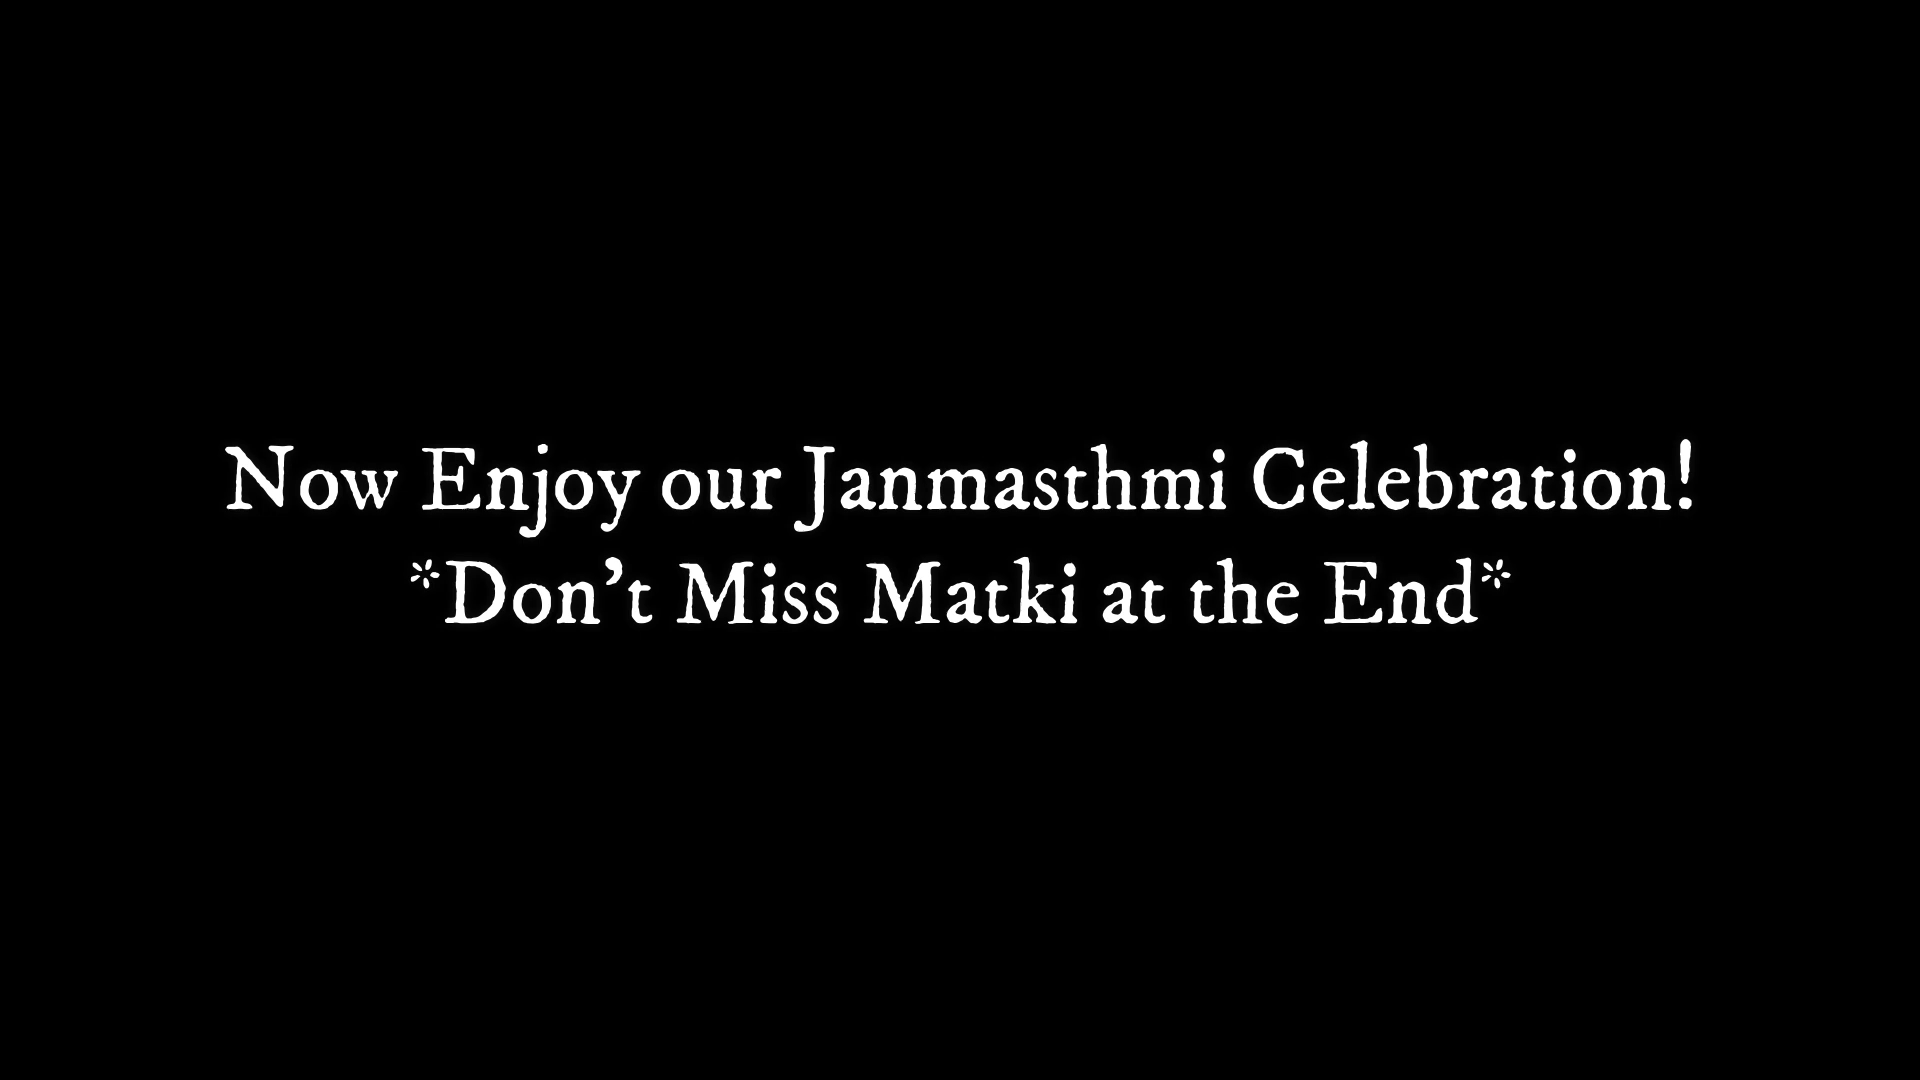 Now Enjoy our Janmasthmi Celebration!
*Don't Miss Matki at the End*